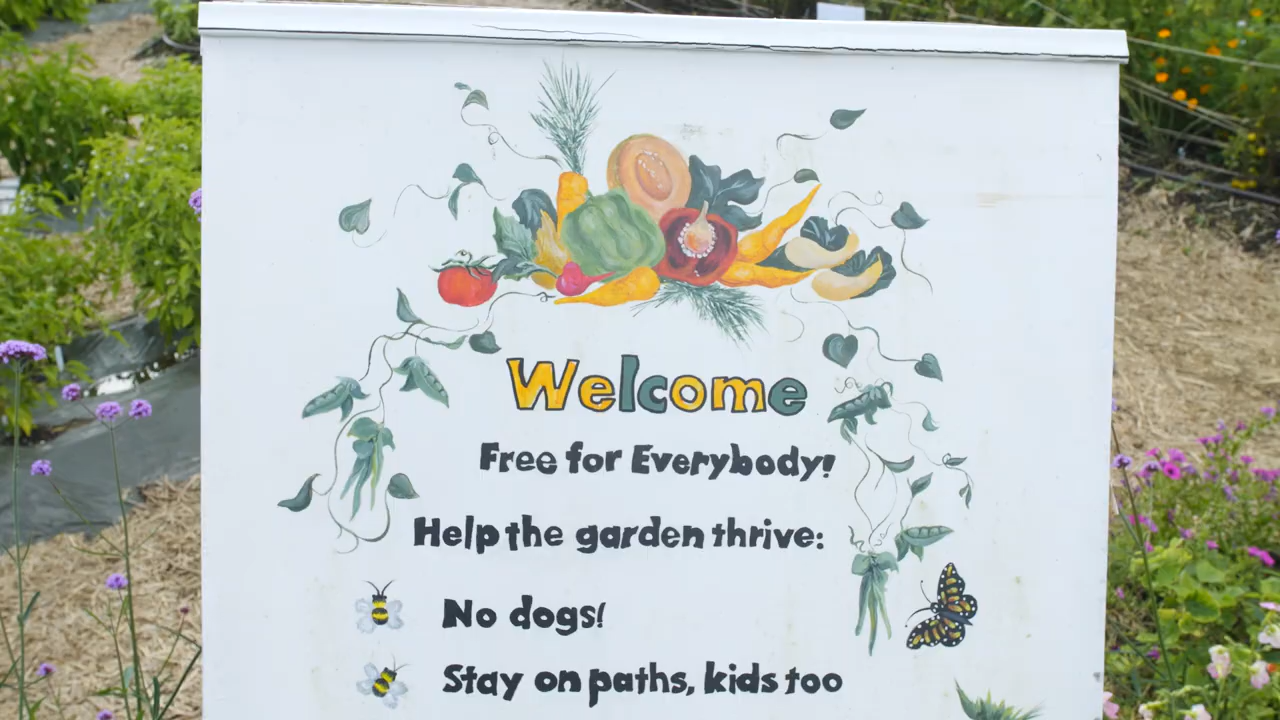 Welcome
Free for Everybody!
Help the garden thrive:
No dogs!
Stay on paths, kids too